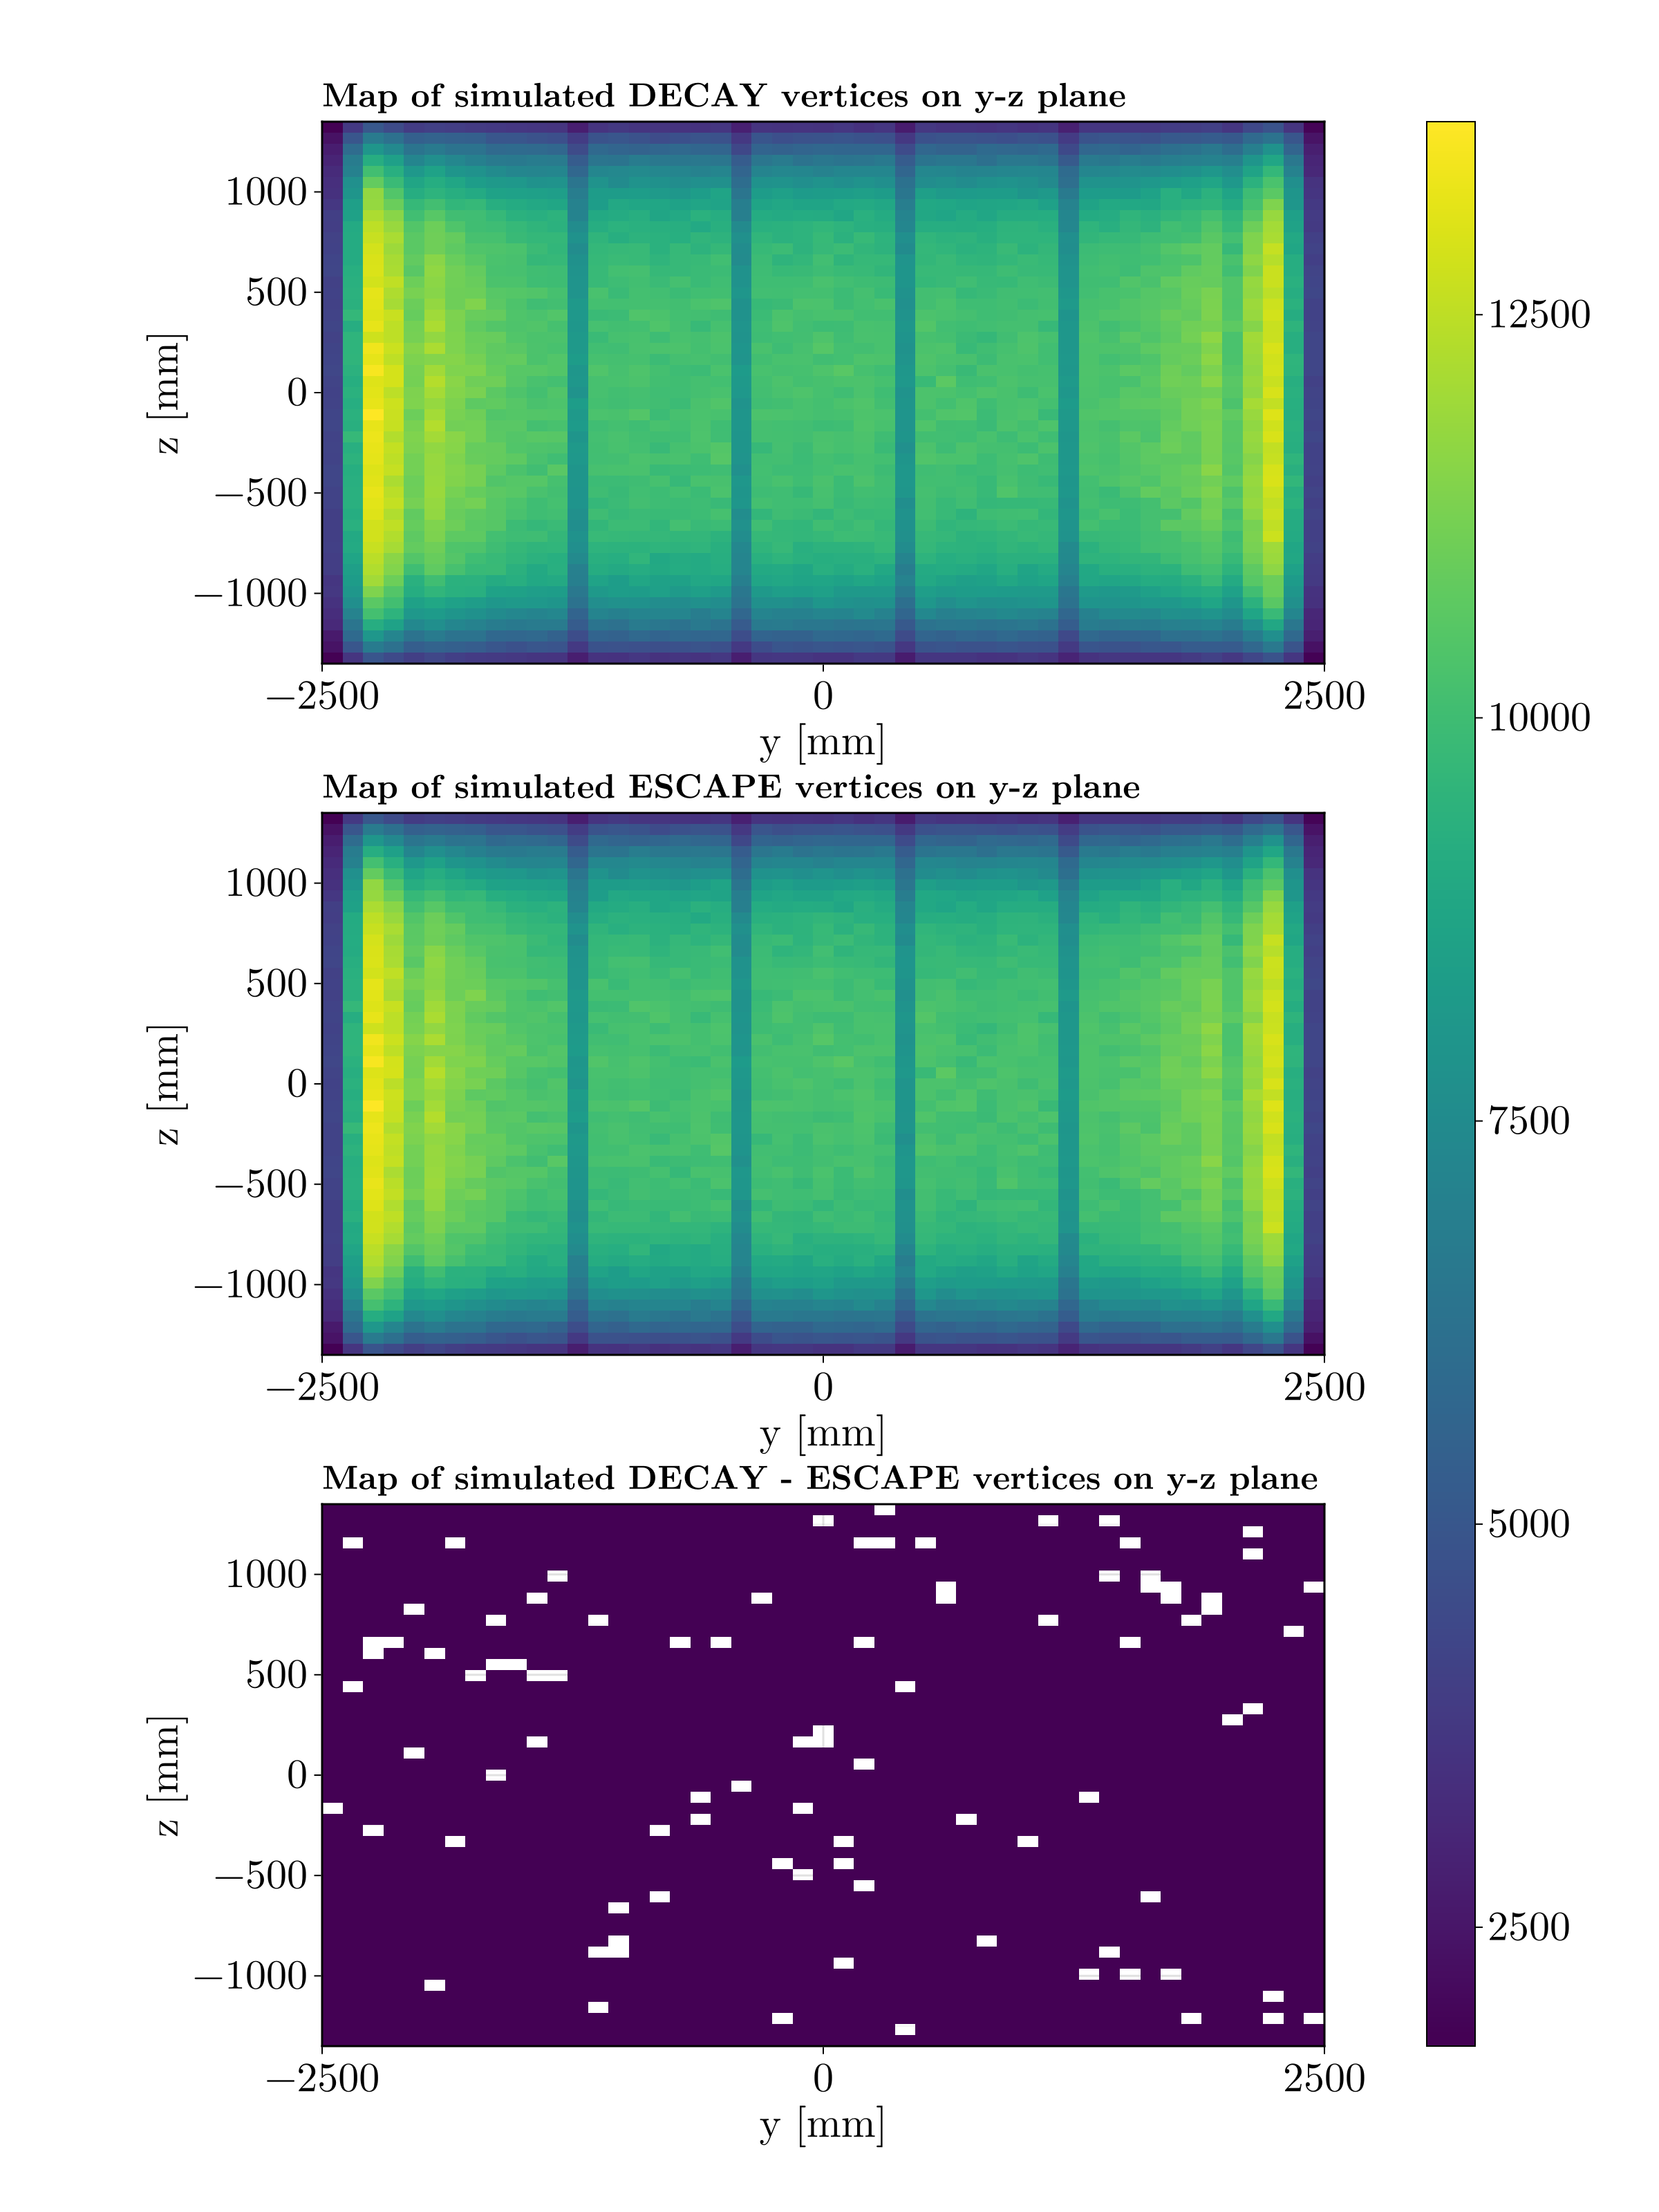 Map of simulated DECAY vertices on y-z plane
1000
500
0
−500
−1000
z [mm]
−2500 0 2500
y [mm]
Map of simulated ESCAPE vertices on y-z plane
1000
500
0
−500
−1000
z [mm]
−2500 0 2500
y [mm]
Map of simulated DECAY - ESCAPE vertices on y-z plane
1000
500
0
−500
−1000
z [mm]
−2500 0 2500
y [mm]
12500
10000
7500
5000
2500